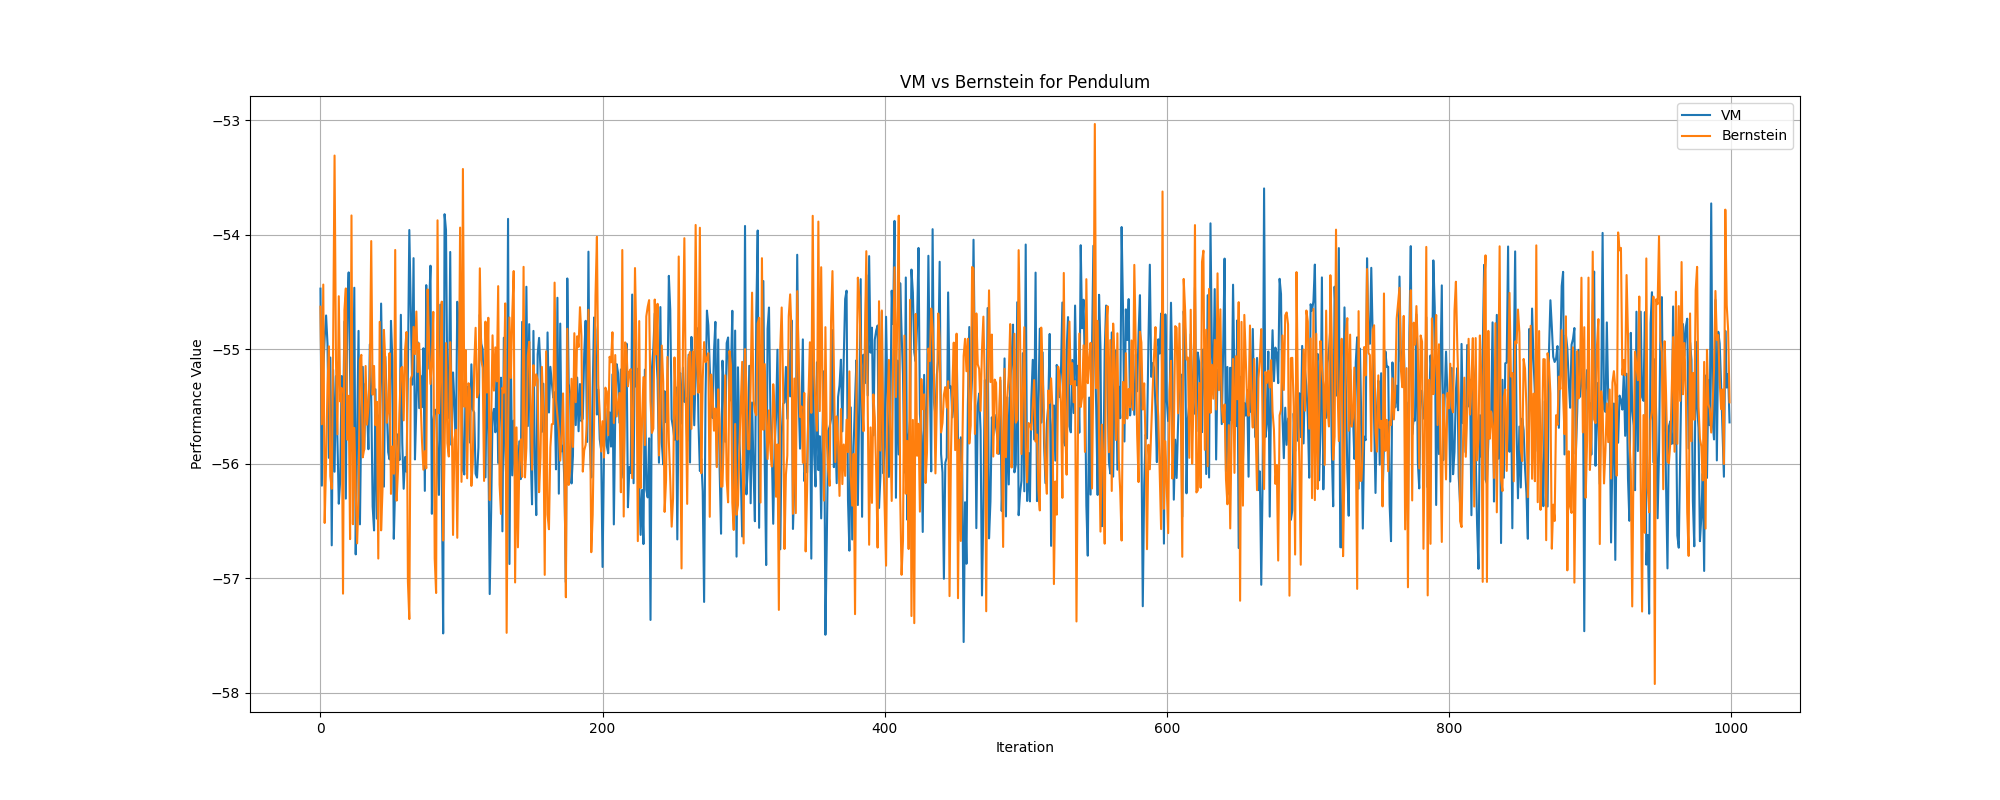 VM vs Bernstein for Pendulum
VM
Bernstein
Performance Value
−53
−54
−55
−56
−57
−58
0
200
400
600
800
1000
Iteration